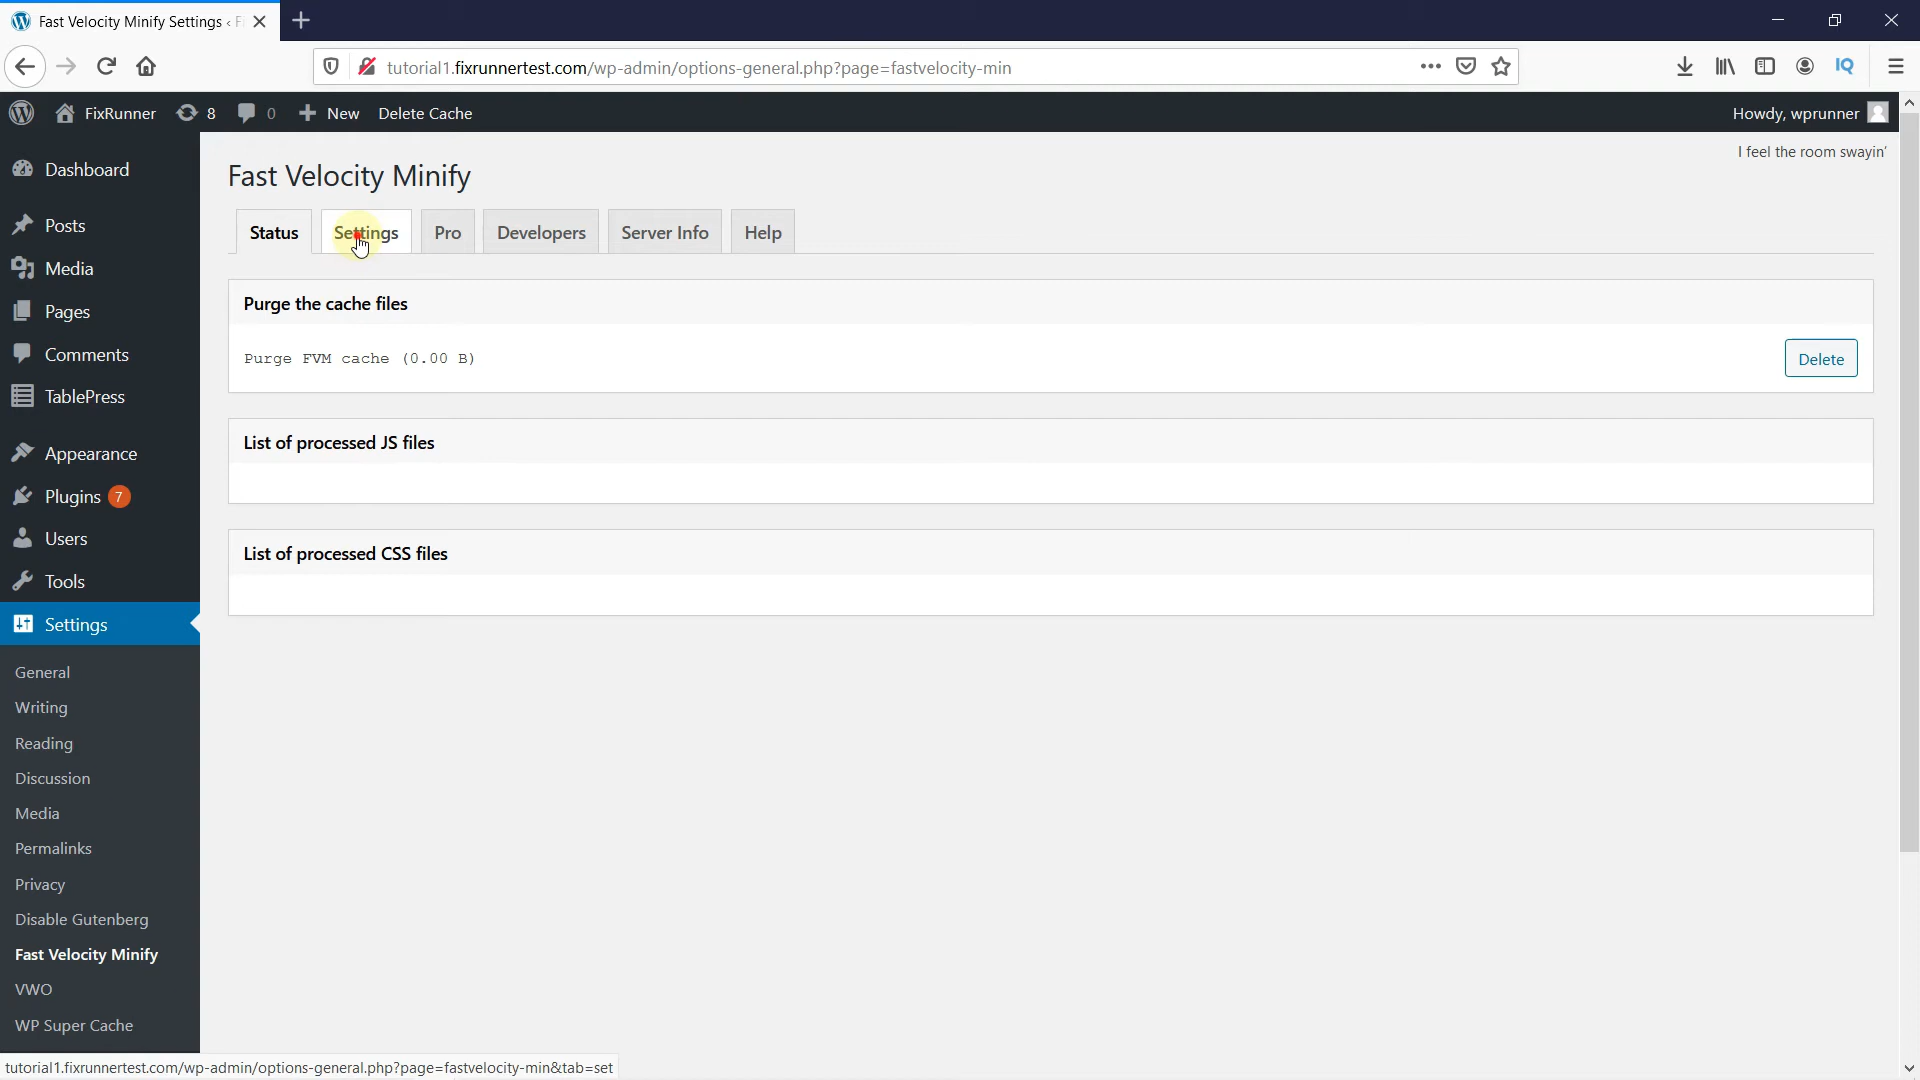 Fast Velocity Minify Settings ‹ F
tutorial1.fixrunnertest.com/wp-admin/options-general.php?page=fastvelocity-min
IQ
FixRunner
8
0
New
Delete Cache
Howdy, wprunner
I feel the room swayin'
Dashboard
Posts
Media
Pages
Comments
TablePress
Appearance
Plugins 7
Users
Tools
Settings
General
Writing
Reading
Discussion
Media
Permalinks
Privacy
Disable Gutenberg
Fast Velocity Minify
VWO
WP Super Cache
Fast Velocity Minify
Status Settings Pro Developers Server Info Help
Purge the cache files
Purge FVM cache (0.00 B)
Delete
List of processed JS files
List of processed CSS files
tutorial1.fixrunnertest.com/wp-admin/options-general.php?page=fastvelocity-min&tab=set